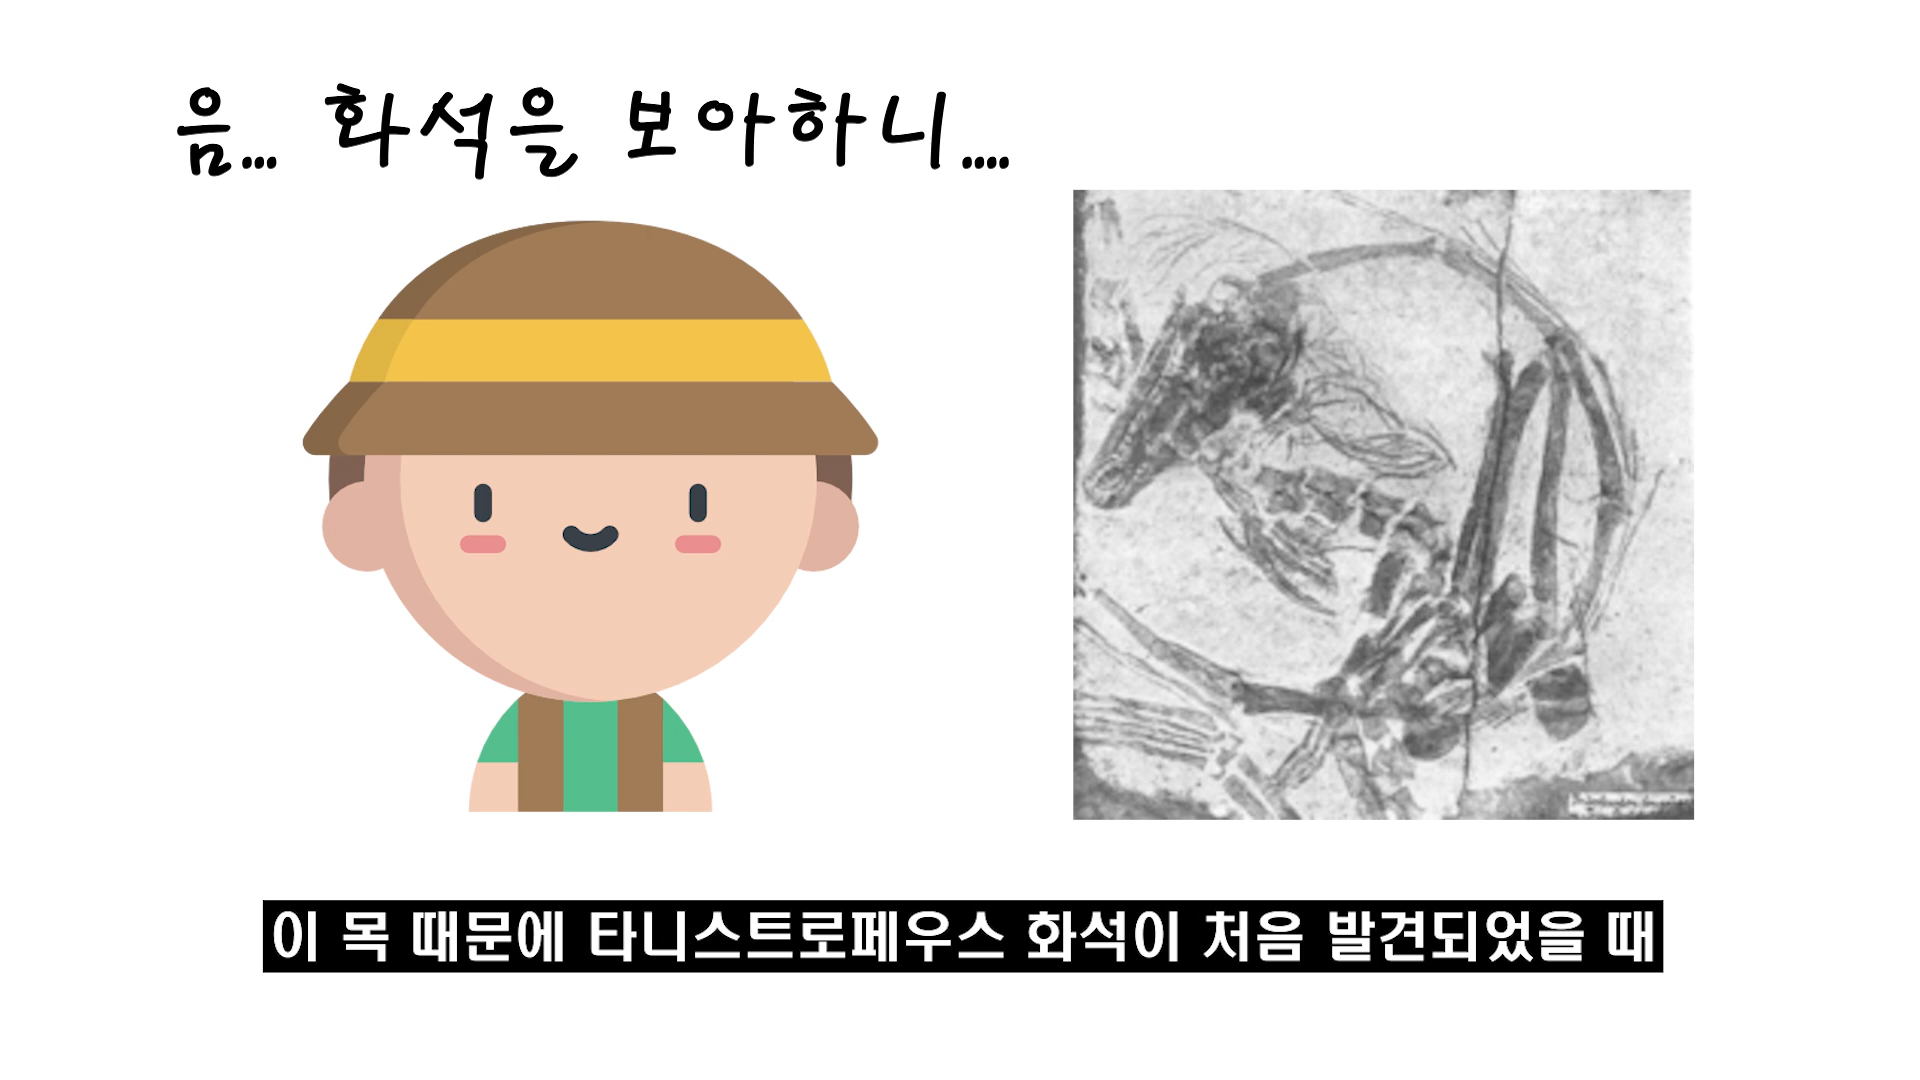 음... 화석을 보아하니....
이 목 때문에 타니스트로페우스 화석이 처음 발견되었을 때